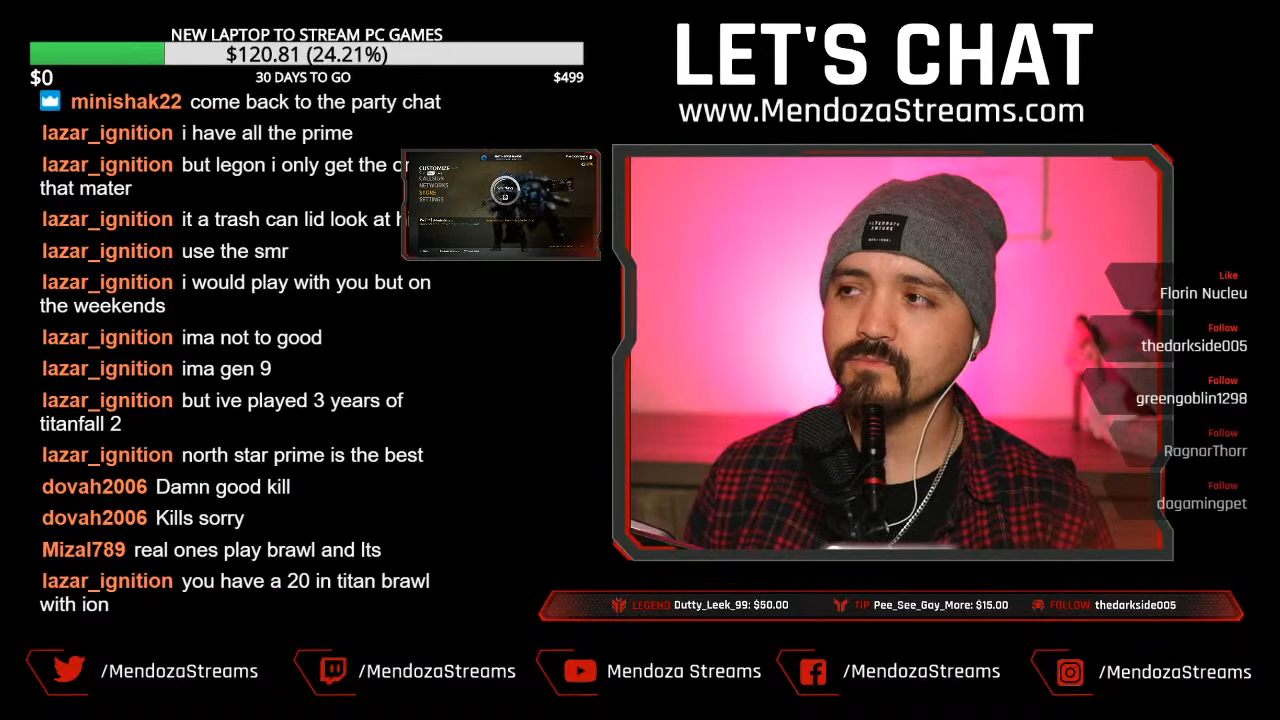 NEW LAPTOP TO STREAM PC GAMES
$120.81 (24.21%)
$0
30 DAYS TO GO
$499
minishak22 come back to the party chat
lazar_ignition i have all the prime
lazar_ignition but legon i only get the o
that mater
lazar_ignition it a trash can lid look at h
lazar_ignition use the smr
lazar_ignition i would play with you but on
the weekends
lazar_ignition ima not to good
lazar_ignition ima gen 9
lazar_ignition but ive played 3 years of
titanfall 2
lazar_ignition north star prime is the best
dovah2006 Damn good kill
dovah2006 Kills sorry
Mizal789 real ones play brawl and lts
lazar_ignition you have a 20 in titan brawl
with ion
CUSTOMIZE
CALLSIGN
NETWORKS
STORE
SETTINGS
LET'S CHAT
www.MendozaStreams.com
ALTERNATE
FUTURE
Like
Florin Nucleu
Follow
thedarkside005
Follow
greengoblin1298
Follow
RagnarThorr
Follow
dagamingpet
LEGEND Dutty_Leek_99: $50.00
TIP Pee_See_Gay_More: $15.00
FOLLOW thedarkside005
/MendozaStreams
/MendozaStreams
Mendoza Streams
/MendozaStreams
/MendozaStreams